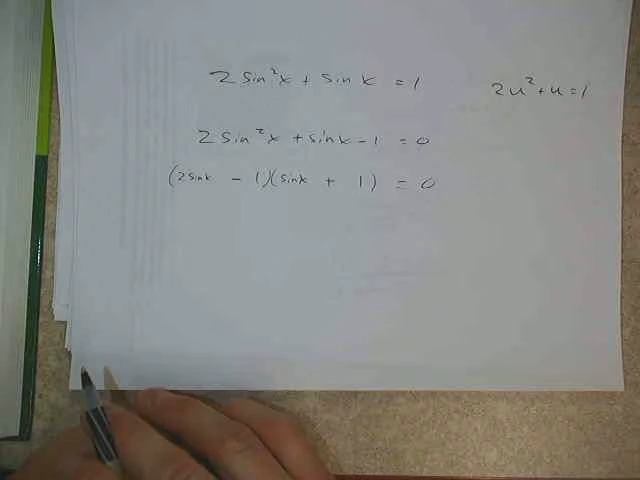 2 sin²x + sin x = 1
2u² + u = 1
2 sin²x + sin x - 1 = 0
(2 sin x - 1)(sin x + 1) = 0